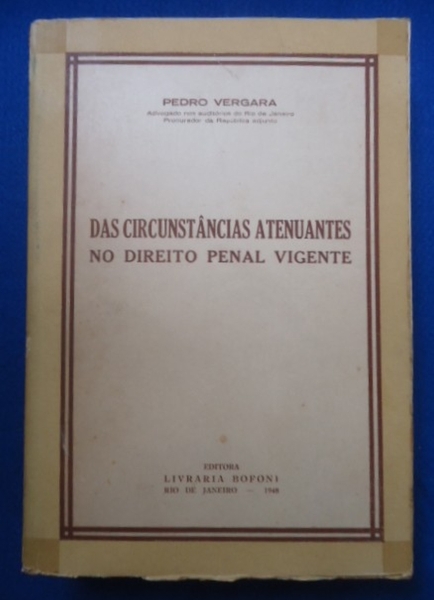 PEDRO VERGARA
Advogado nos auditórios do Rio de Janeiro
Procurador da República adjunto
DAS CIRCUNSTÂNCIAS ATENUANTES
NO DIREITO PENAL VIGENTE
EDITORA
LIVRARIA BOFONI
RIO DE JANEIRO — 1948